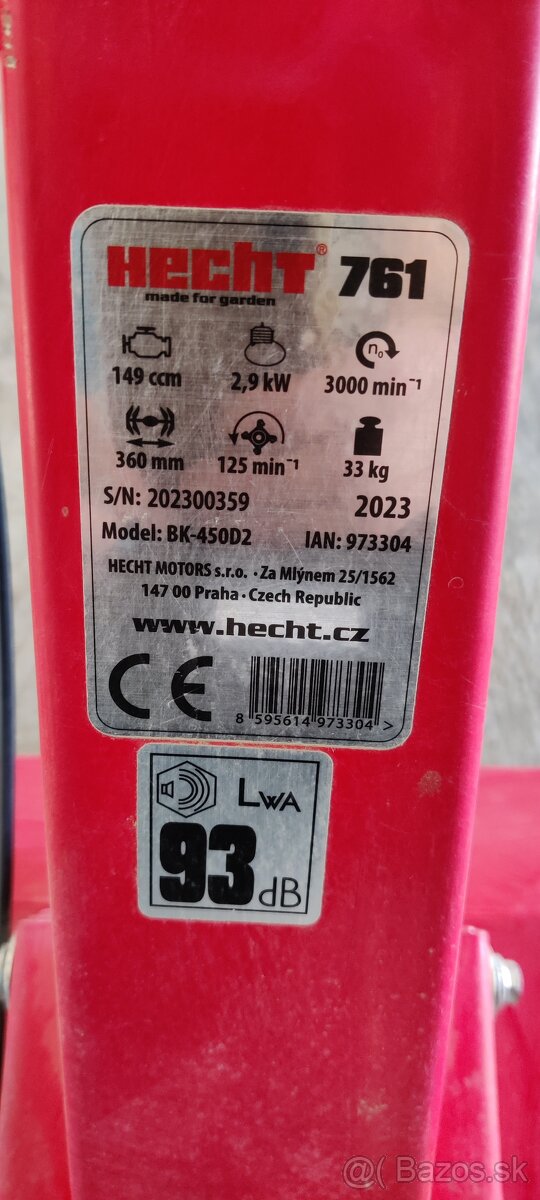 HecHT® 761
made for garden
149 ccm 2,9 kW n₀ 3000 min⁻¹
360 mm 125 min⁻¹ 33 kg
S/N: 202300359 2023
Model: BK-450D2 IAN: 973304
HECHT MOTORS s.r.o. · Za Mlýnem 25/1562
147 00 Praha · Czech Republic
www.hecht.cz
CE
8 595614 973304 >
LWA
93 dB
Bazos.sk